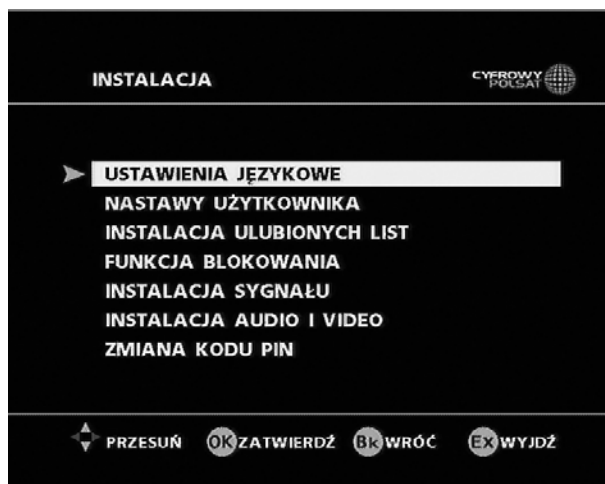 INSTALACJA
CYFROWY
POLSAT
USTAWIENIA JĘZYKOWE
NASTAWY UŻYTKOWNIKA
INSTALACJA ULUBIONYCH LIST
FUNKCJA BLOKOWANIA
INSTALACJA SYGNAŁU
INSTALACJA AUDIO I VIDEO
ZMIANA KODU PIN
PRZESUŃ OK ZATWIERDŹ Bk WRÓĆ EX WYJDŹ